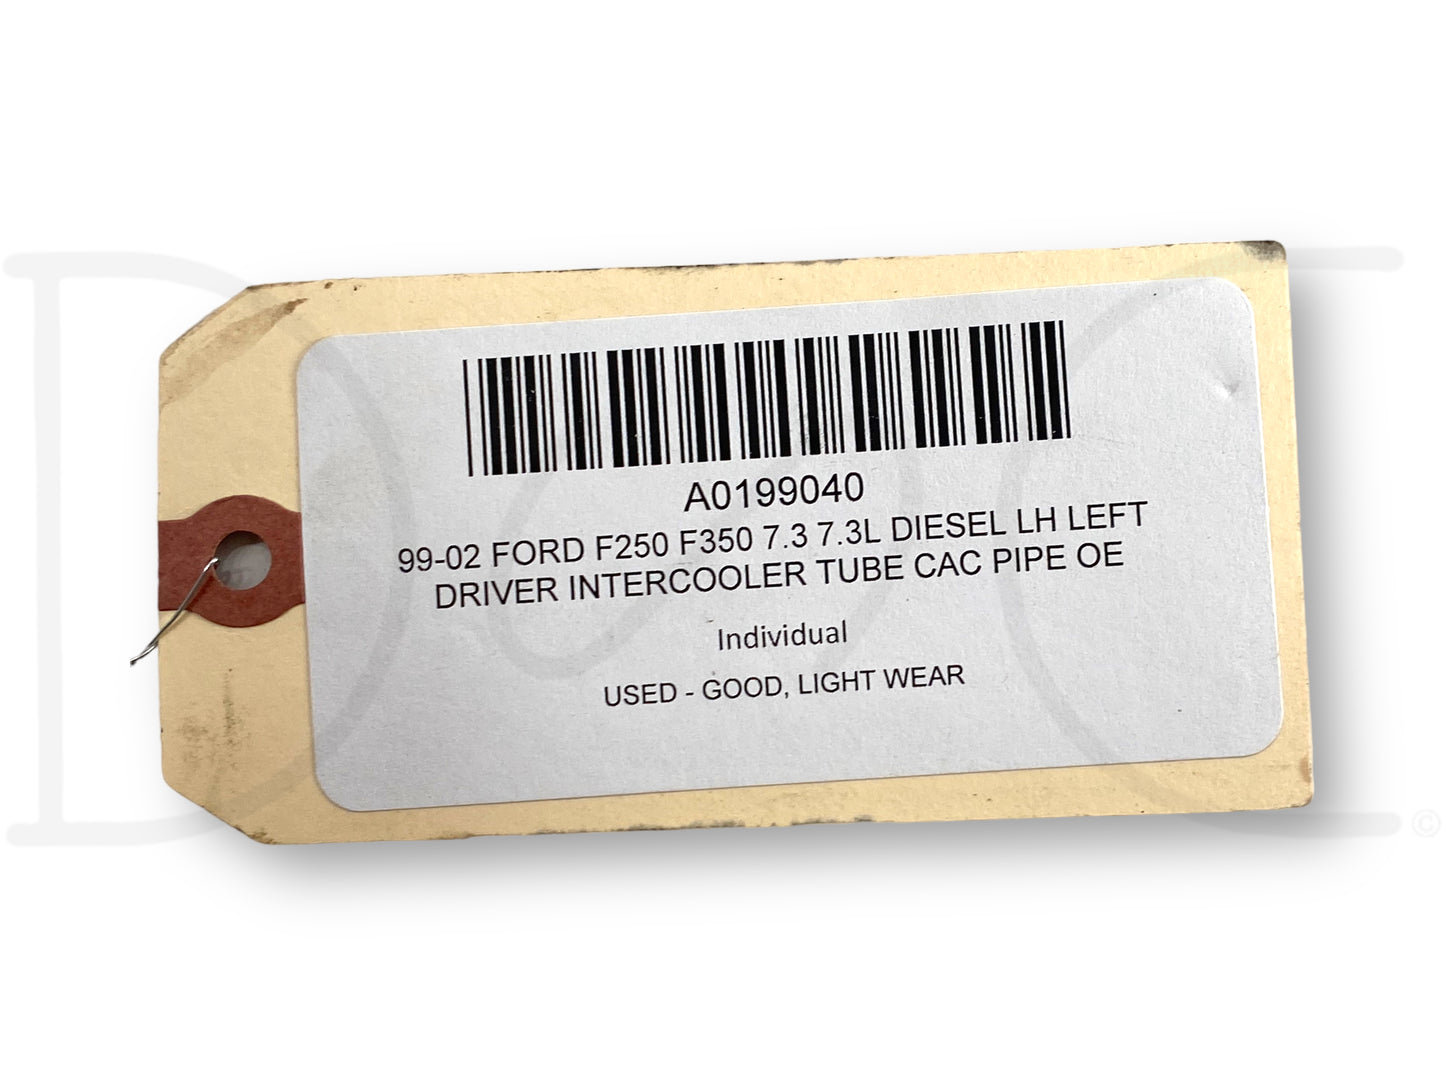 A0199040
99-02 FORD F250 F350 7.3 7.3L DIESEL LH LEFT
DRIVER INTERCOOLER TUBE CAC PIPE OE
Individual
USED - GOOD, LIGHT WEAR
©